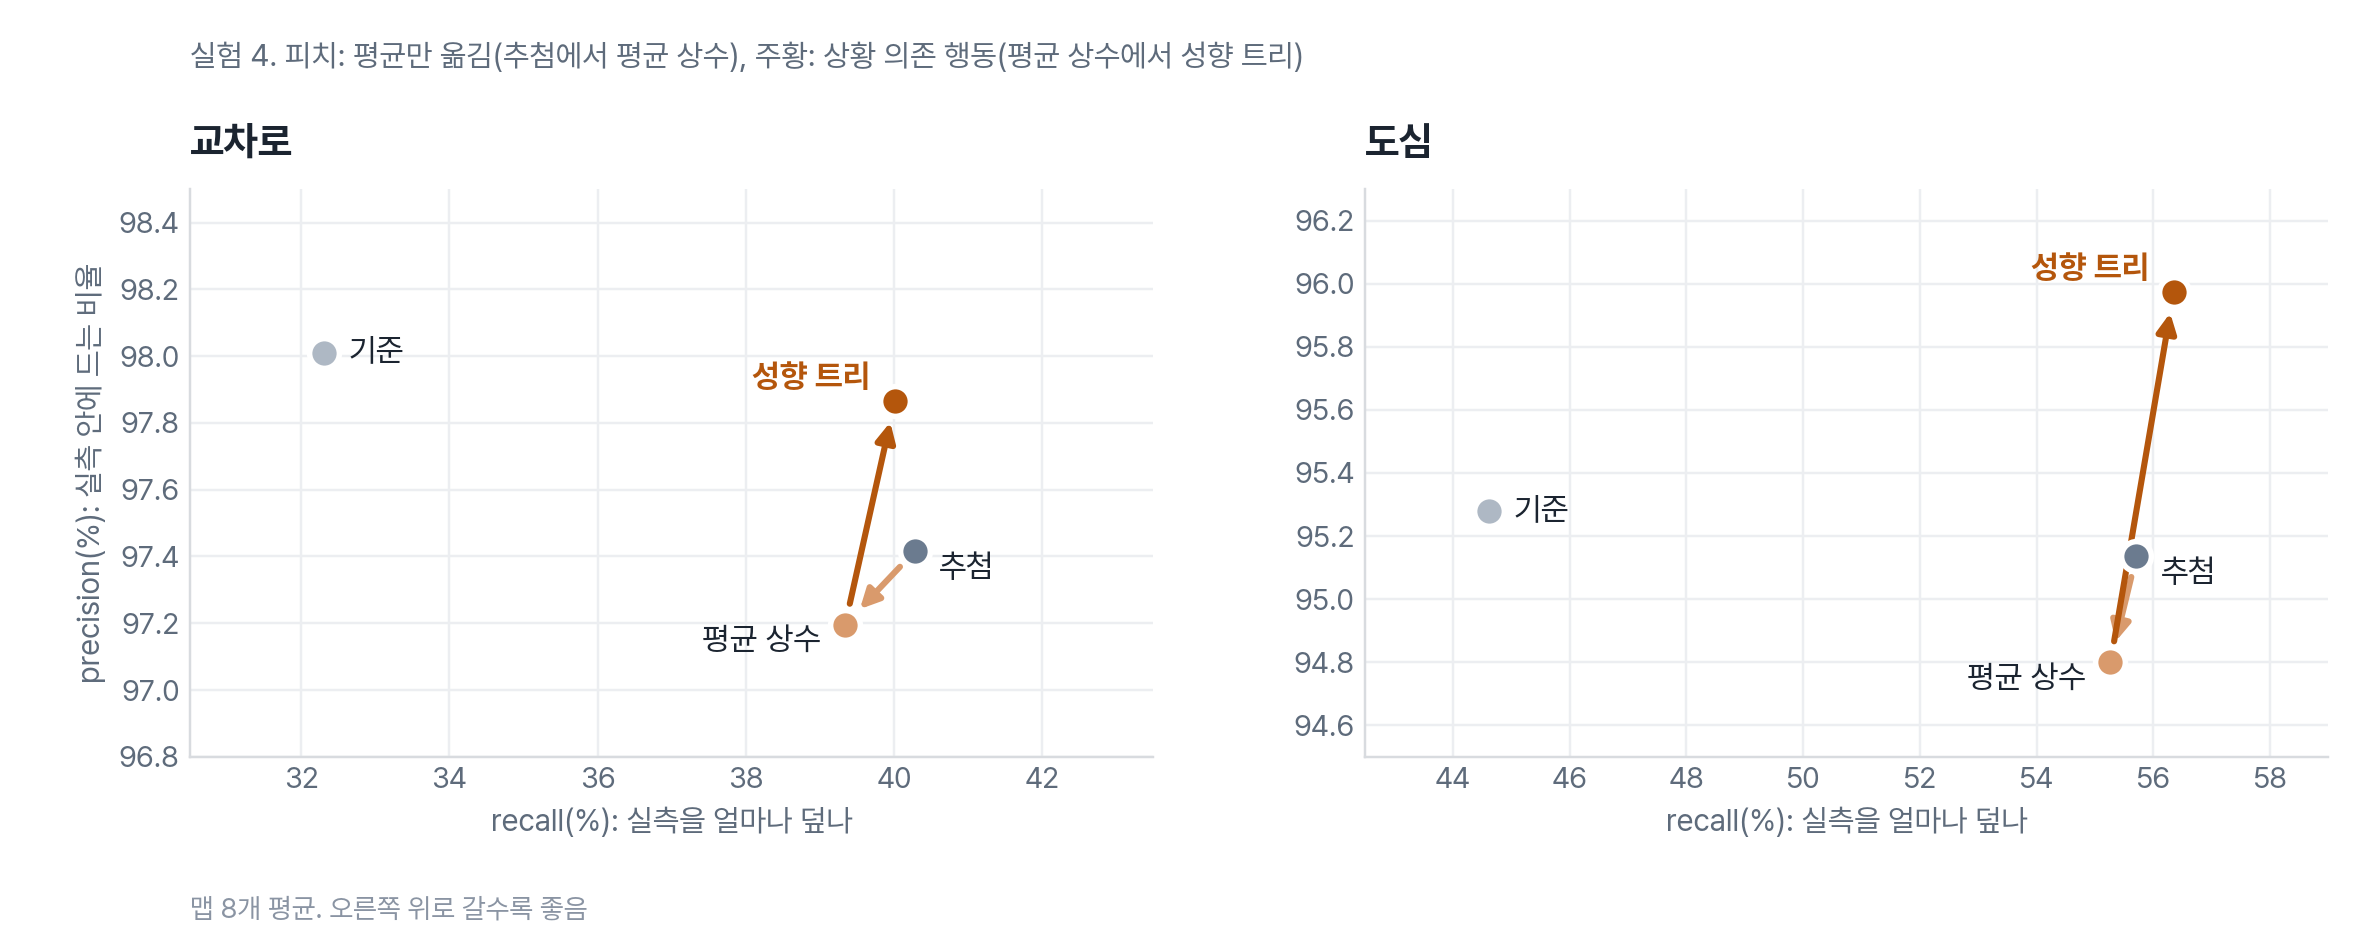 실험 4. 피치: 평균만 옮김(추첨에서 평균 상수), 주황: 상황 의존 행동(평균 상수에서 성향 트리)
교차로
precision(%): 실측 안에 드는 비율
98.4
98.2
98.0
97.8
97.6
97.4
97.2
97.0
96.8
기준
성향 트리
추첨
평균 상수
32 34 36 38 40 42
recall(%): 실측을 얼마나 덮나
도심
96.2
96.0
95.8
95.6
95.4
95.2
95.0
94.8
94.6
성향 트리
기준
추첨
평균 상수
44 46 48 50 52 54 56 58
recall(%): 실측을 얼마나 덮나
맵 8개 평균. 오른쪽 위로 갈수록 좋음